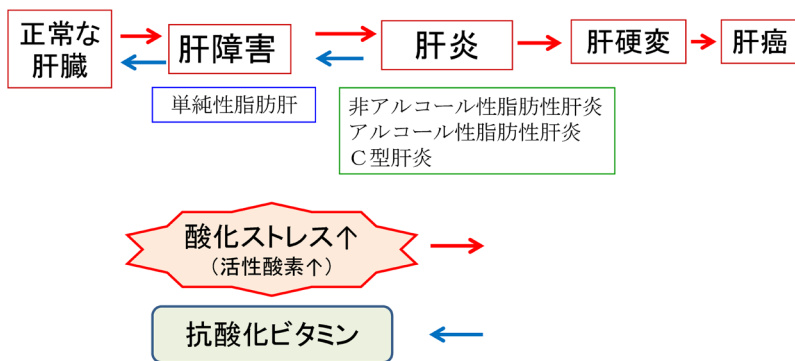 正常な
肝臓
肝障害
肝炎
肝硬変
肝癌
単純性脂肪肝
非アルコール性脂肪性肝炎
アルコール性脂肪性肝炎
C型肝炎
酸化ストレス↑
（活性酸素↑）
抗酸化ビタミン